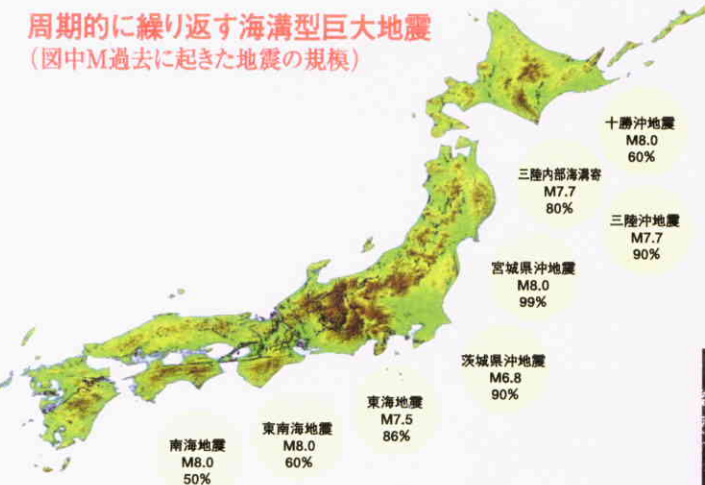 周期的に繰り返す海溝型巨大地震
(図中M過去に起きた地震の規模)
十勝沖地震
M8.0
60%
三陸内部海溝寄
M7.7
80%
三陸沖地震
M7.7
90%
宮城県沖地震
M8.0
99%
茨城県沖地震
M6.8
90%
東海地震
M7.5
86%
東南海地震
M8.0
60%
南海地震
M8.0
50%